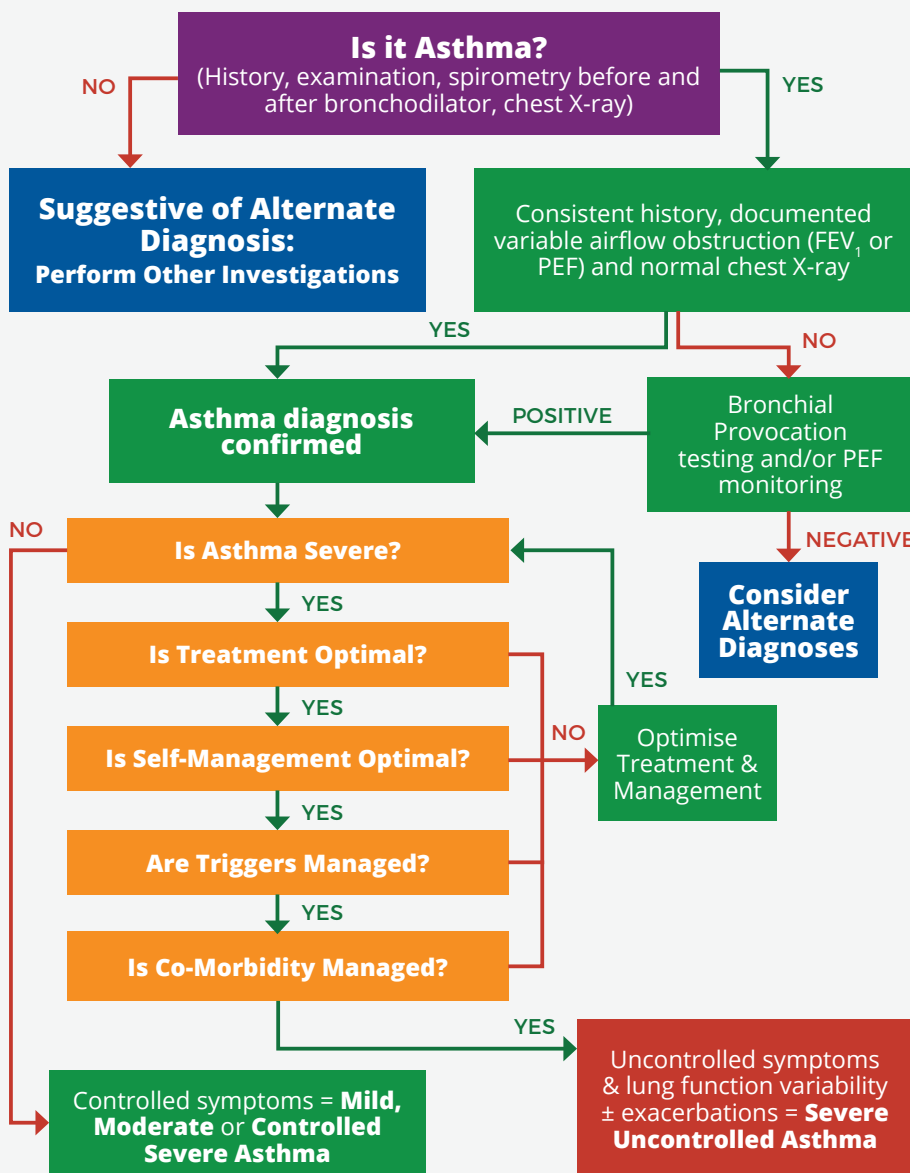 Is it Asthma?
(History, examination, spirometry before and
after bronchodilator, chest X-ray)
NO
YES
Suggestive of Alternate
Diagnosis:
Perform Other Investigations
Consistent history, documented
variable airflow obstruction (FEV₁ or
PEF) and normal chest X-ray
YES
NO
Asthma diagnosis
confirmed
POSITIVE
Bronchial
Provocation
testing and/or PEF
monitoring
NO
Is Asthma Severe?
NEGATIVE
Consider
Alternate
Diagnoses
YES
Is Treatment Optimal?
YES
YES
Is Self-Management Optimal?
NO
Optimise
Treatment &
Management
YES
Are Triggers Managed?
YES
Is Co-Morbidity Managed?
YES
Controlled symptoms = Mild,
Moderate or Controlled
Severe Asthma
Uncontrolled symptoms
& lung function variability
± exacerbations = Severe
Uncontrolled Asthma